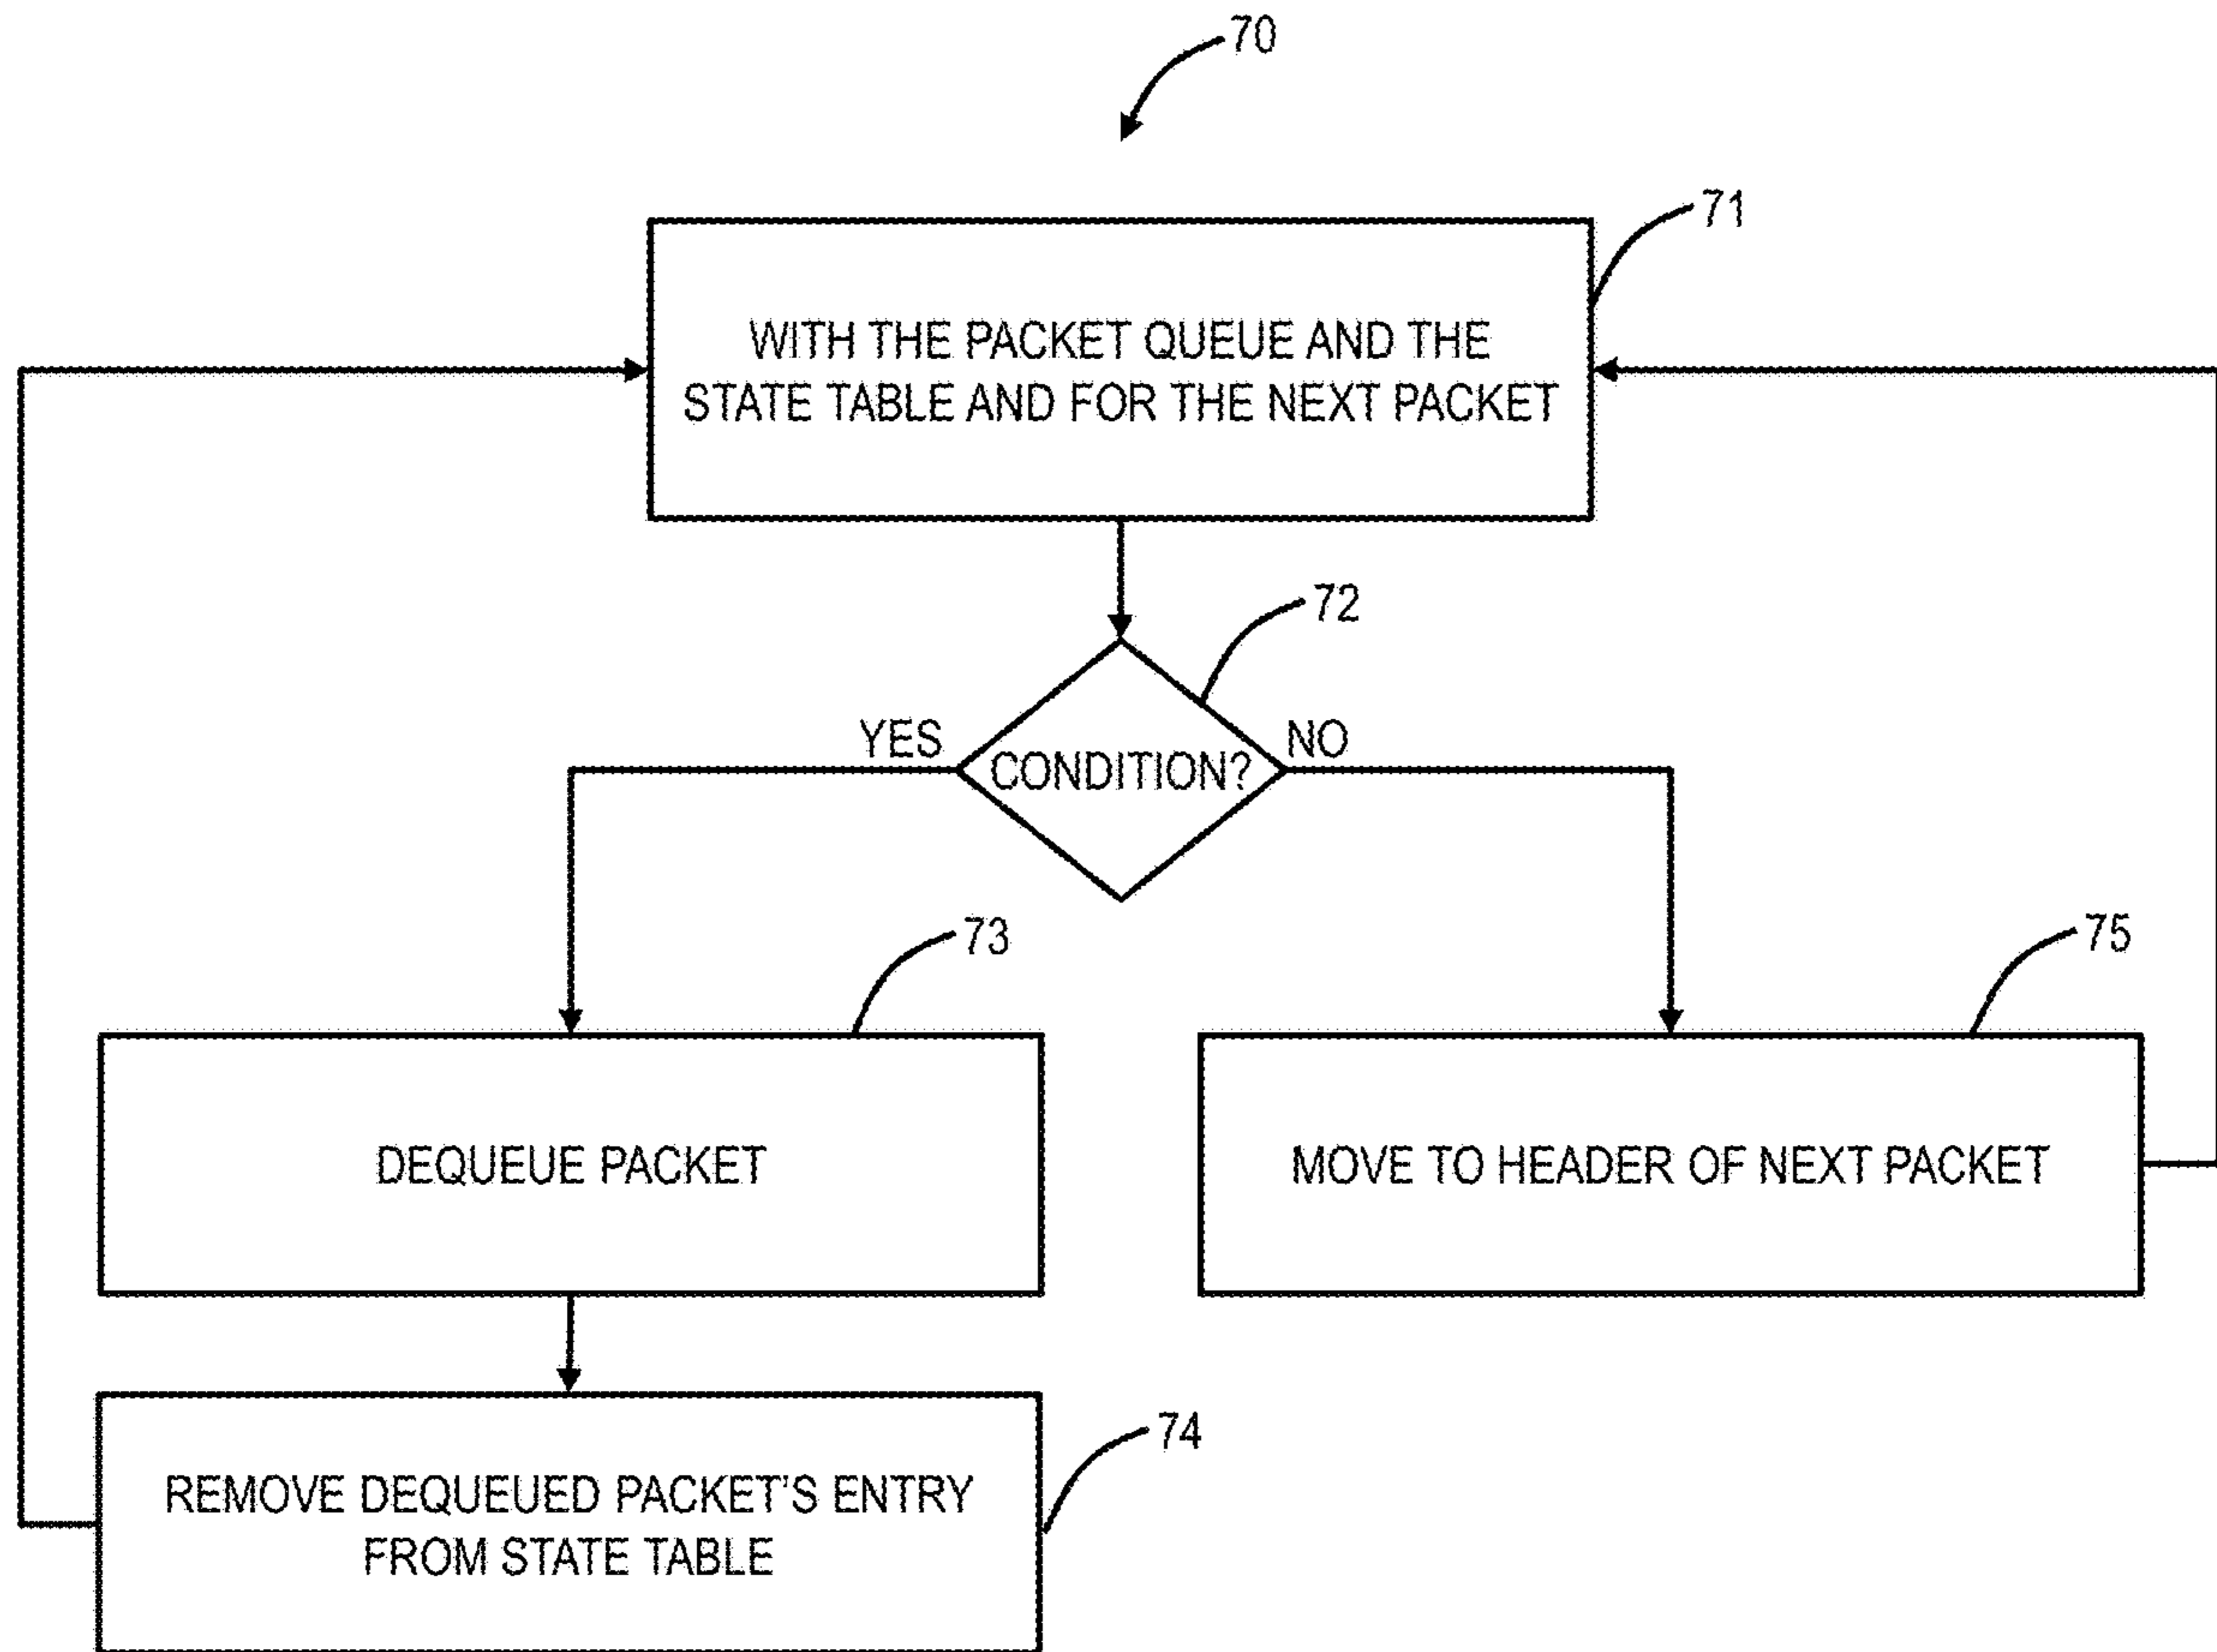 70
71
WITH THE PACKET QUEUE AND THE
STATE TABLE AND FOR THE NEXT PACKET
72
YES
CONDITION?
NO
73
75
DEQUEUE PACKET
MOVE TO HEADER OF NEXT PACKET
74
REMOVE DEQUEUED PACKET'S ENTRY
FROM STATE TABLE